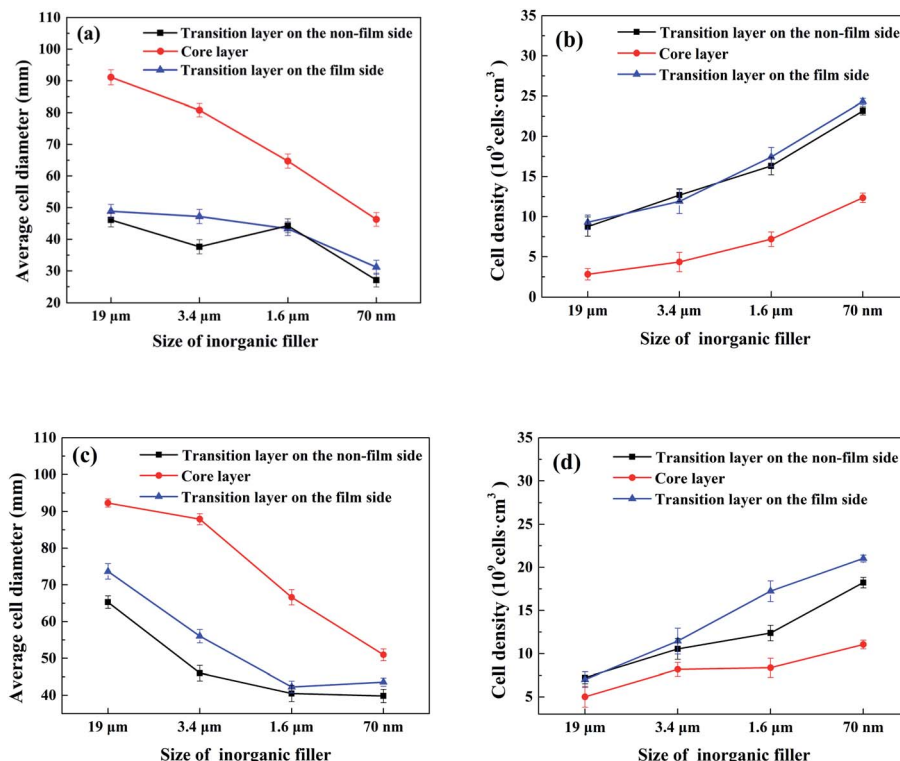 (a)
Transition layer on the non-film side
Core layer
Transition layer on the film side
Average cell diameter (mm)
110
100
90
80
70
60
50
40
30
20
19 μm 3.4 μm 1.6 μm 70 nm
Size of inorganic filler
(b)
Transition layer on the non-film side
Core layer
Transition layer on the film side
Cell density (10⁹cells·cm³)
35
30
25
20
15
10
5
0
19 μm 3.4 μm 1.6 μm 70 nm
Size of inorganic filler
(c)
Transition layer on the non-film side
Core layer
Transition layer on the film side
Average cell diameter (mm)
110
100
90
80
70
60
50
40
19 μm 3.4 μm 1.6 μm 70 nm
Size of inorganic filler
(d)
Transition layer on the non-film side
Core layer
Transition layer on the film side
Cell density (10⁹cells·cm³)
35
30
25
20
15
10
5
19 μm 3.4 μm 1.6 μm 70 nm
Size of inorganic filler